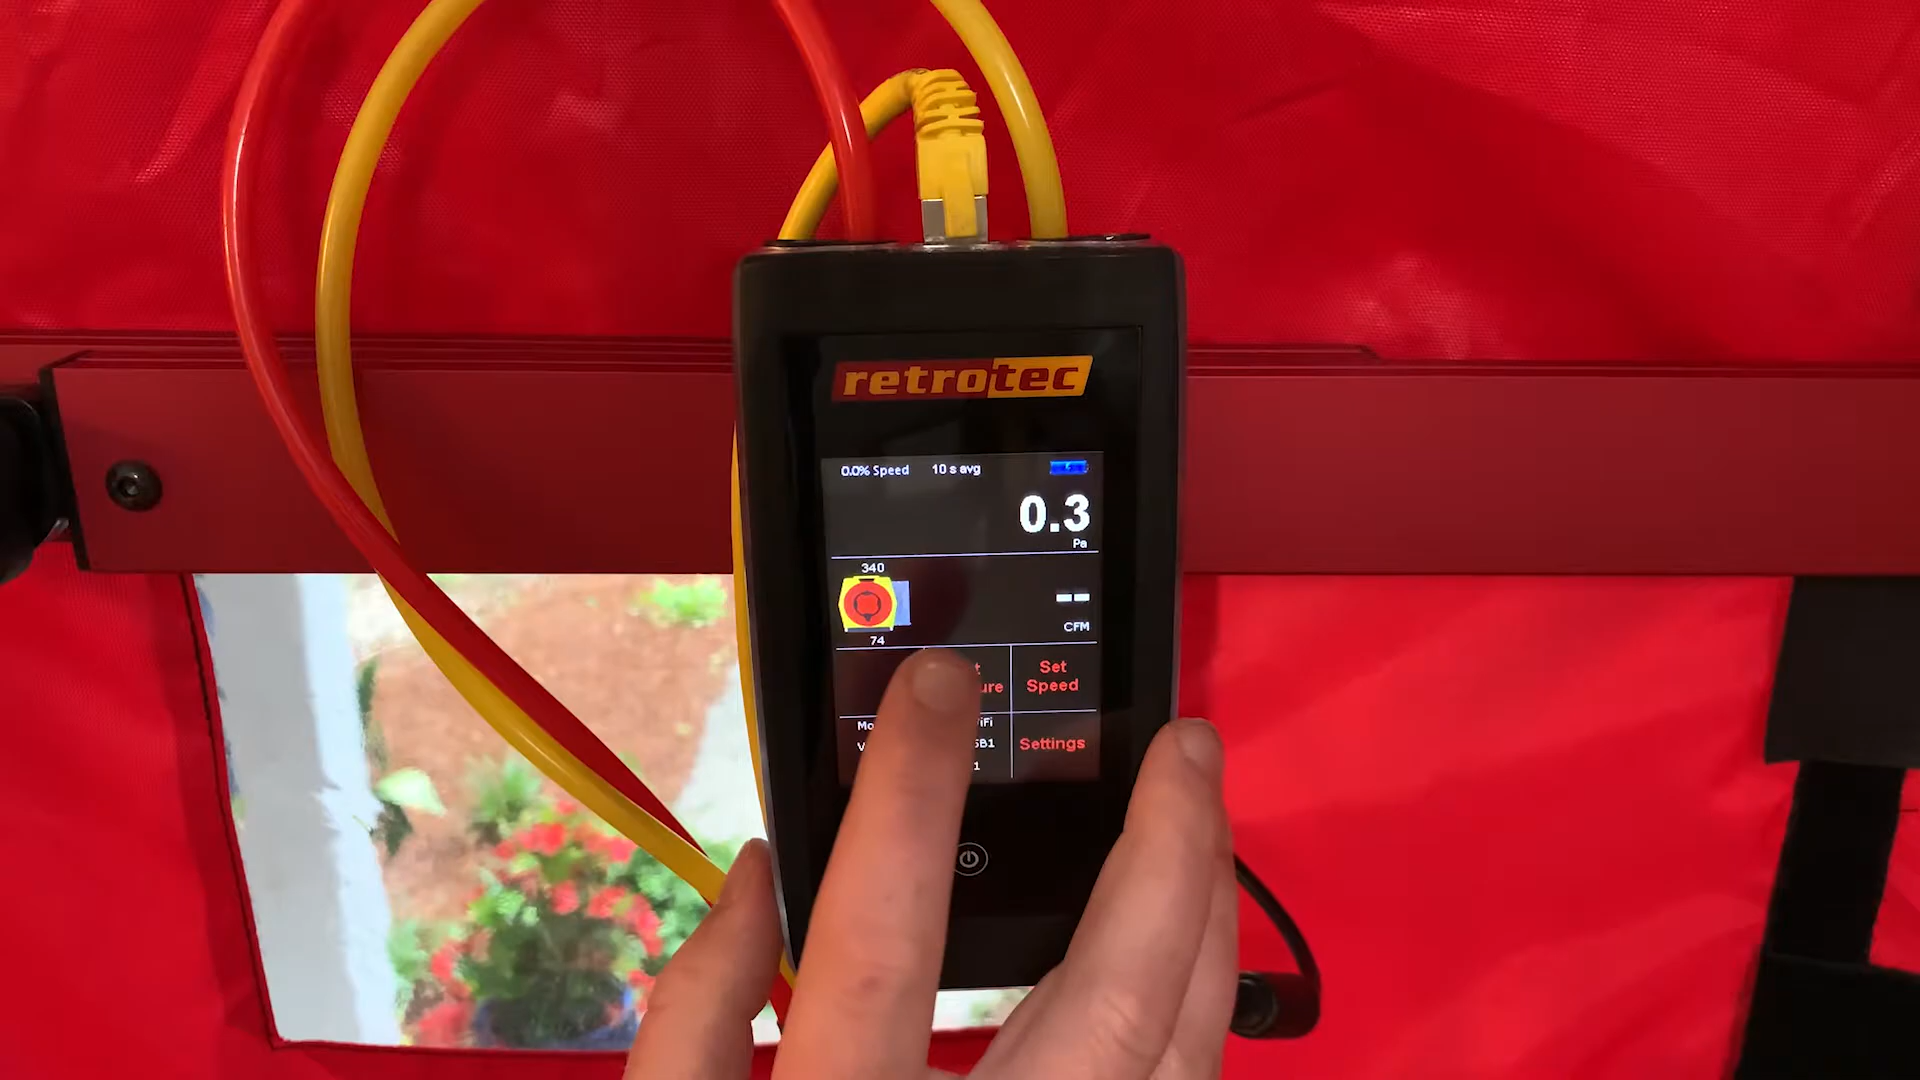 retrotec
0.0% Speed 10 s avg
0.3
Pa
340
--
CFM
74
Set
Speed
Settings